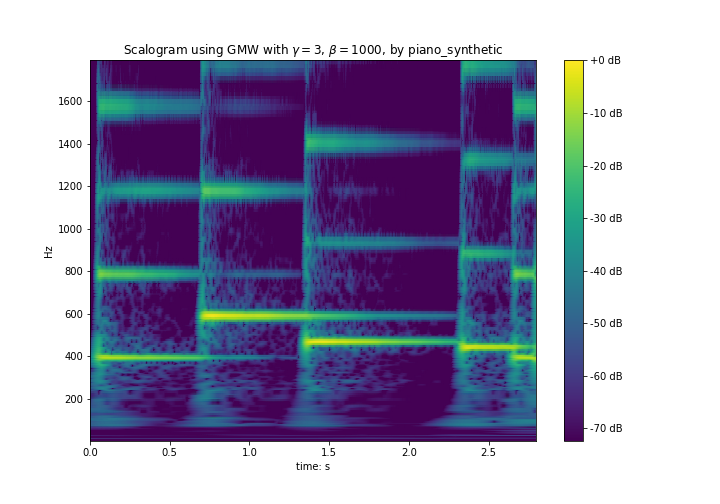 Scalogram using GMW with γ = 3, β = 1000, by piano_synthetic
Hz
1600
1400
1200
1000
800
600
400
200
0.0 0.5 1.0 1.5 2.0 2.5
time: s
+0 dB
-10 dB
-20 dB
-30 dB
-40 dB
-50 dB
-60 dB
-70 dB